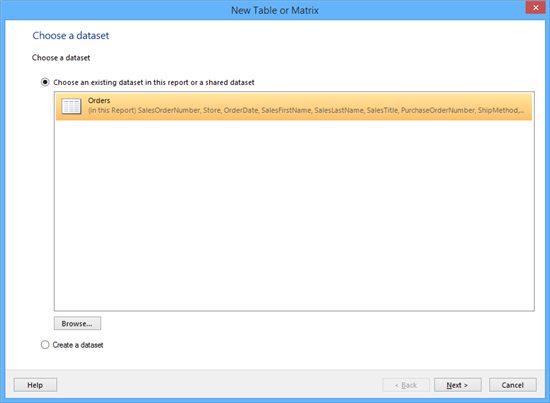 New Table or Matrix
Choose a dataset
Choose a dataset
Choose an existing dataset in this report or a shared dataset
Orders
(in this Report) SalesOrderNumber, Store, OrderDate, SalesFirstName, SalesLastName, SalesTitle, PurchaseOrderNumber, ShipMethod,...
Browse...
Create a dataset
Help
< Back
Next >
Cancel